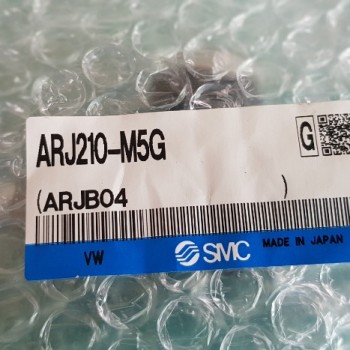 ARJ210-M5G
G
(ARJB04 )
VW
SMC
MADE IN JAPAN